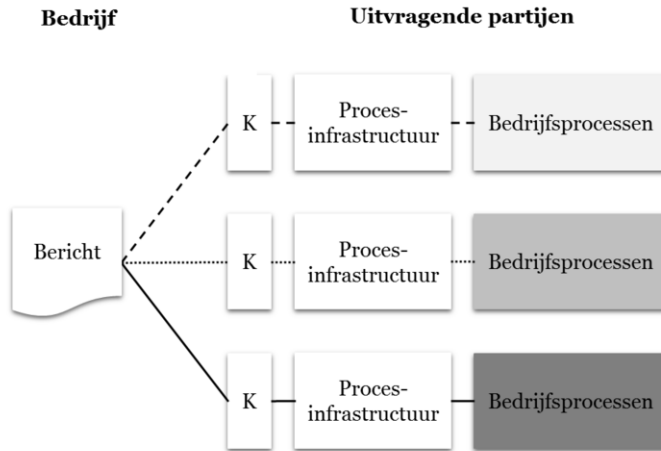 Bedrijf
Uitvragende partijen
K
Proces-
infrastructuur
Bedrijfsprocessen
Bericht
K
Proces-
infrastructuur
Bedrijfsprocessen
K
Proces-
infrastructuur
Bedrijfsprocessen